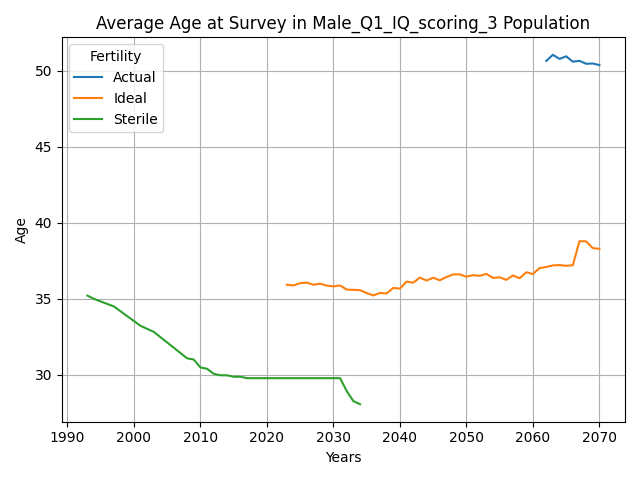 Average Age at Survey in Male_Q1_IQ_scoring_3 Population
Fertility
Actual
Ideal
Sterile
Age
50
45
40
35
30
1990 2000 2010 2020 2030 2040 2050 2060 2070
Years